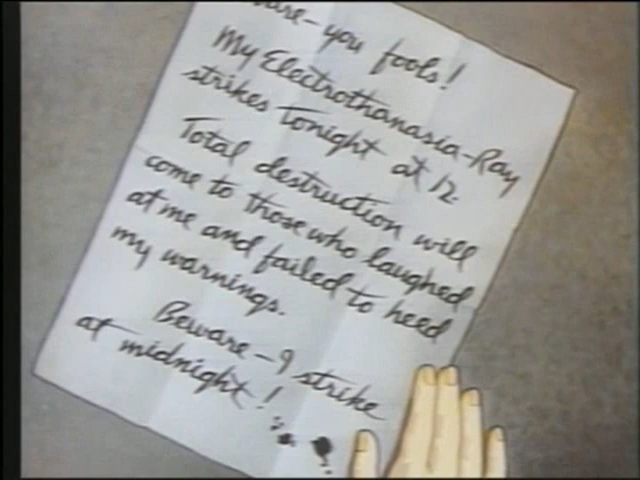 ware-you fools!
My Electrothanasia-Ray
strikes tonight at 12.
Total destruction will
come to those who laughed
at me and failed to heed
my warnings.
Beware-I strike
at midnight!